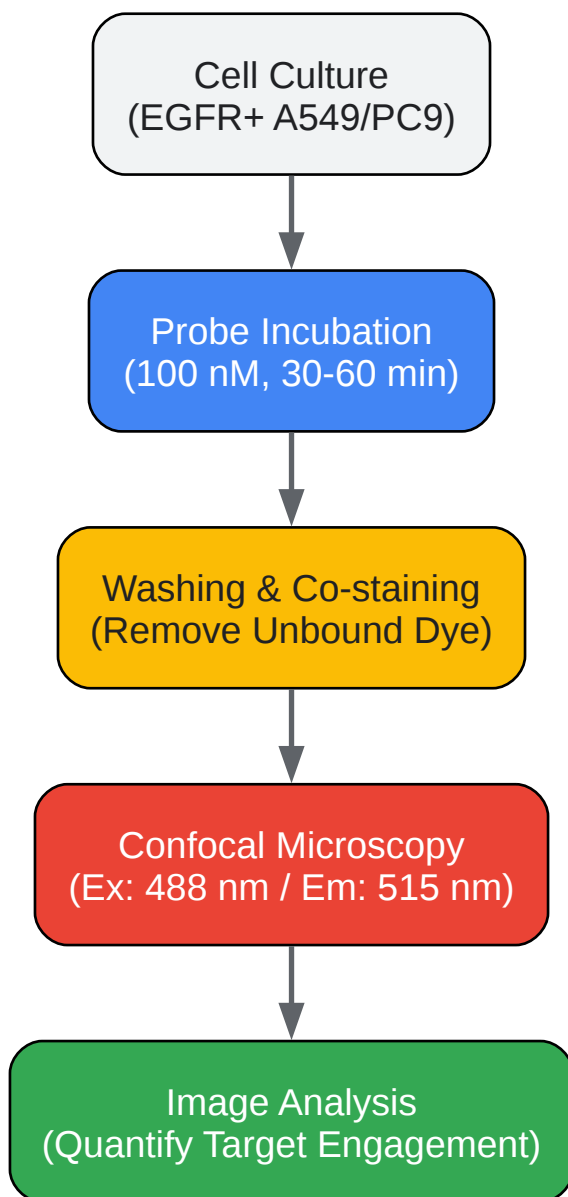 Cell Culture
(EGFR+ A549/PC9)
Probe Incubation
(100 nM, 30-60 min)
Washing & Co-staining
(Remove Unbound Dye)
Confocal Microscopy
(Ex: 488 nm / Em: 515 nm)
Image Analysis
(Quantify Target Engagement)